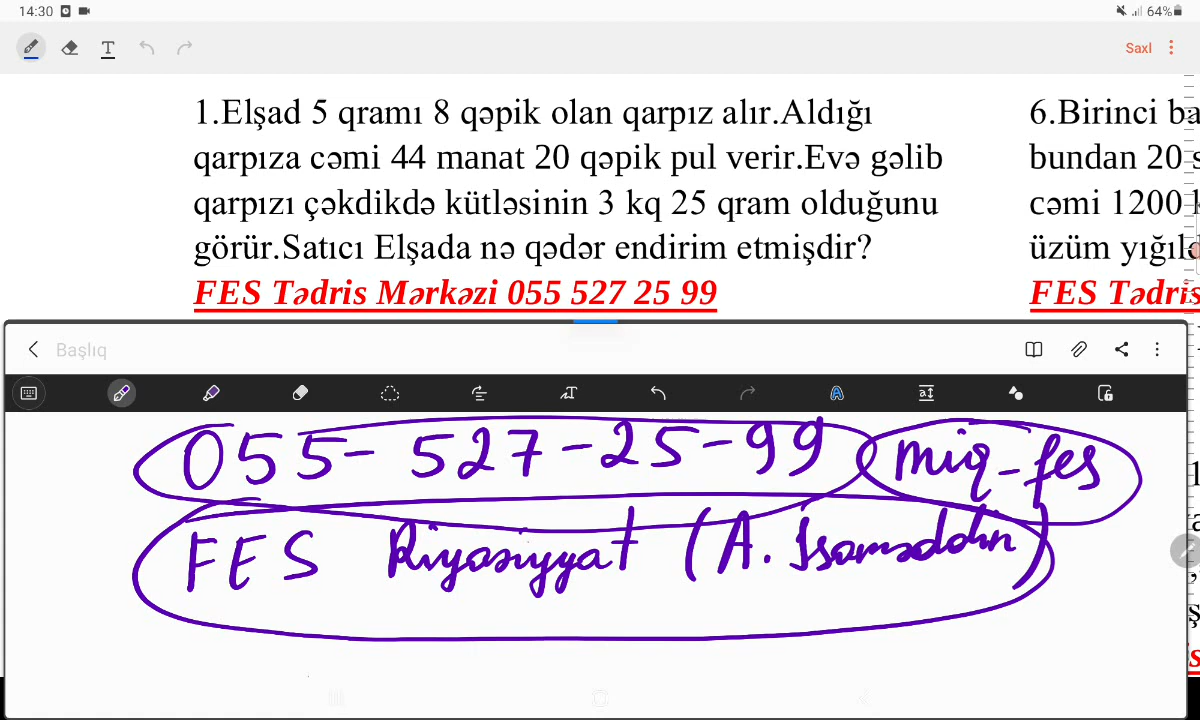 14:30
64%
Saxl
1.Elşad 5 qramı 8 qəpik olan qarpız alır.Aldığı
qarpıza cəmi 44 manat 20 qəpik pul verir.Evə gəlib
qarpızı çəkdikdə kütləsinin 3 kq 25 qram olduğunu
görür.Satıcı Elşada nə qədər endirim etmişdir?
FES Tədris Mərkəzi 055 527 25 99
6.Birinci ba
bundan 20 s
cəmi 1200 k
üzüm yığıl
FES Tədris
Başlıq
055-527-25-99 miq-fes
FES Riyaziyyat (A. İsaməddin)